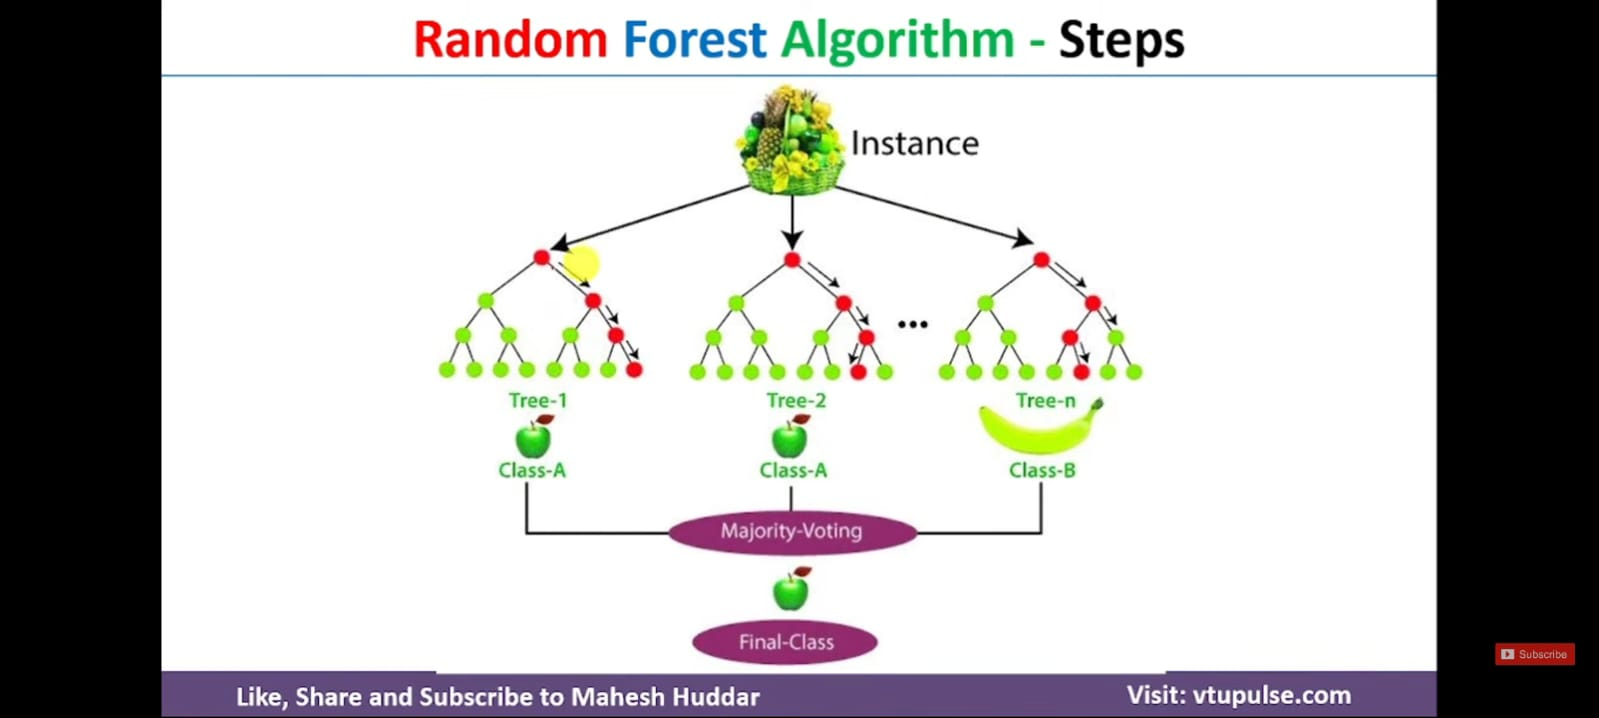 Random Forest Algorithm - Steps
Instance
...
Tree-1 Tree-2 Tree-n
Class-A Class-A Class-B
Majority-Voting
Final-Class
Subscribe
Like, Share and Subscribe to Mahesh Huddar Visit: vtupulse.com